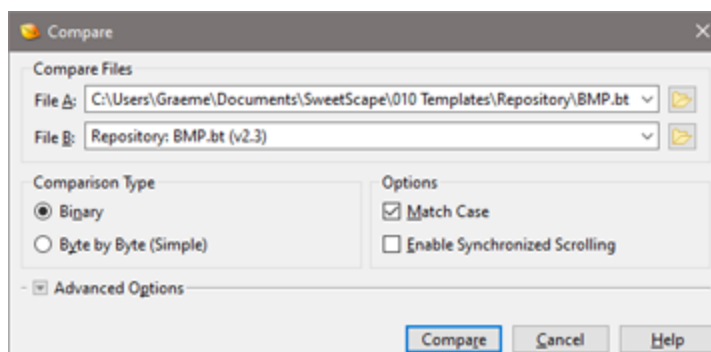 Compare
Compare Files
File A: C:\Users\Graeme\Documents\SweetScape\010 Templates\Repository\BMP.bt
File B: Repository: BMP.bt (v2.3)
Comparison Type
Options
Binary
Match Case
Byte by Byte (Simple)
Enable Synchronized Scrolling
Advanced Options
Compare Cancel Help